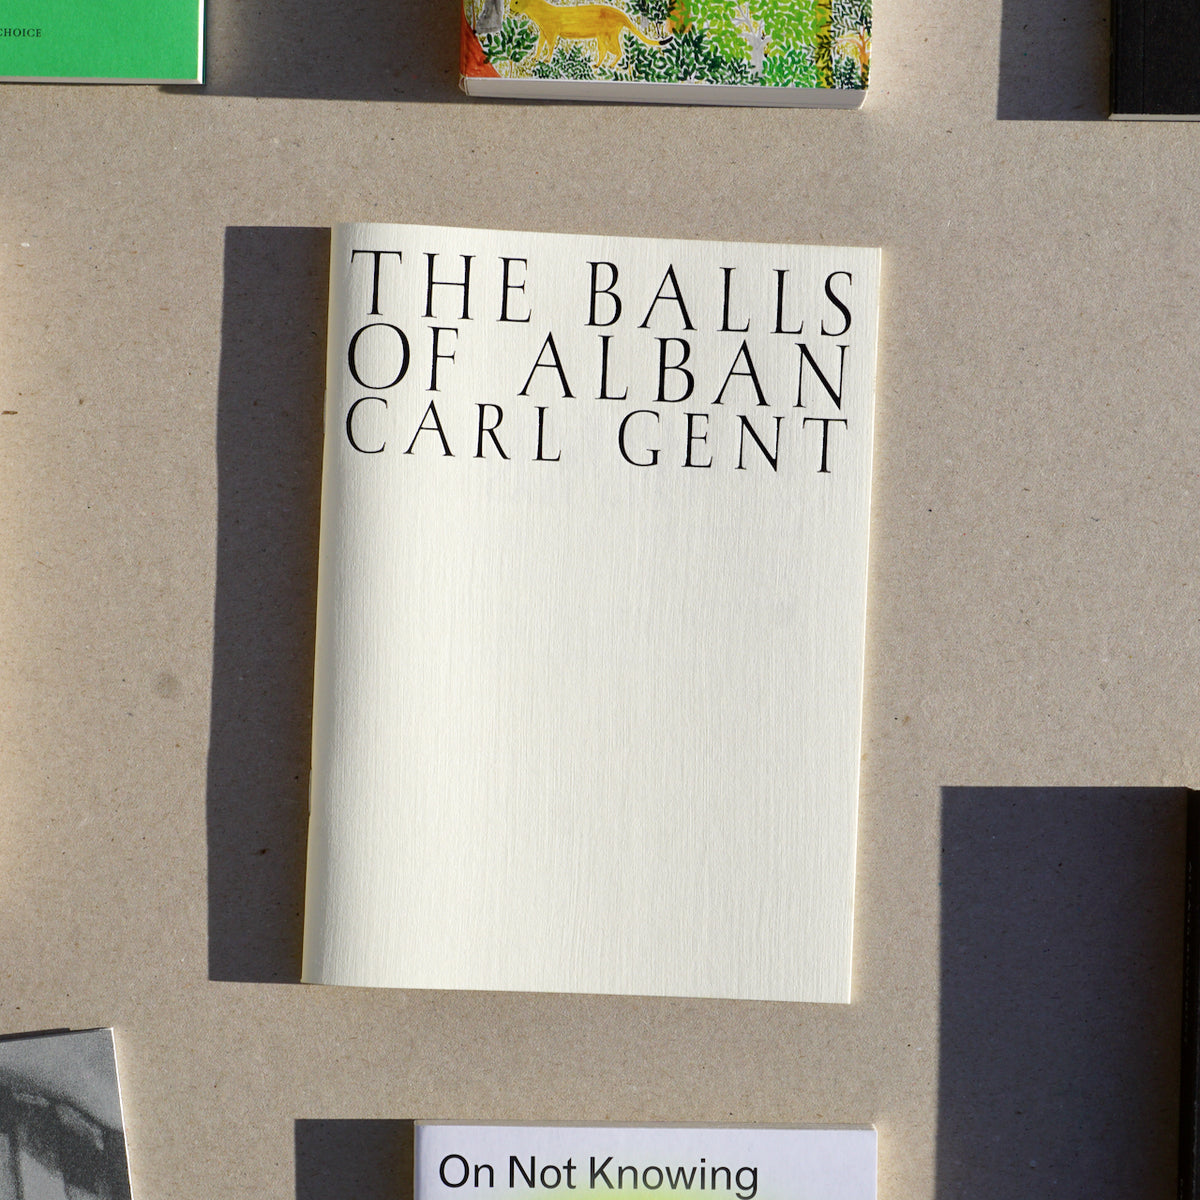 CHOICE
THE BALLS
OF ALBAN
CARL GENT
On Not Knowing